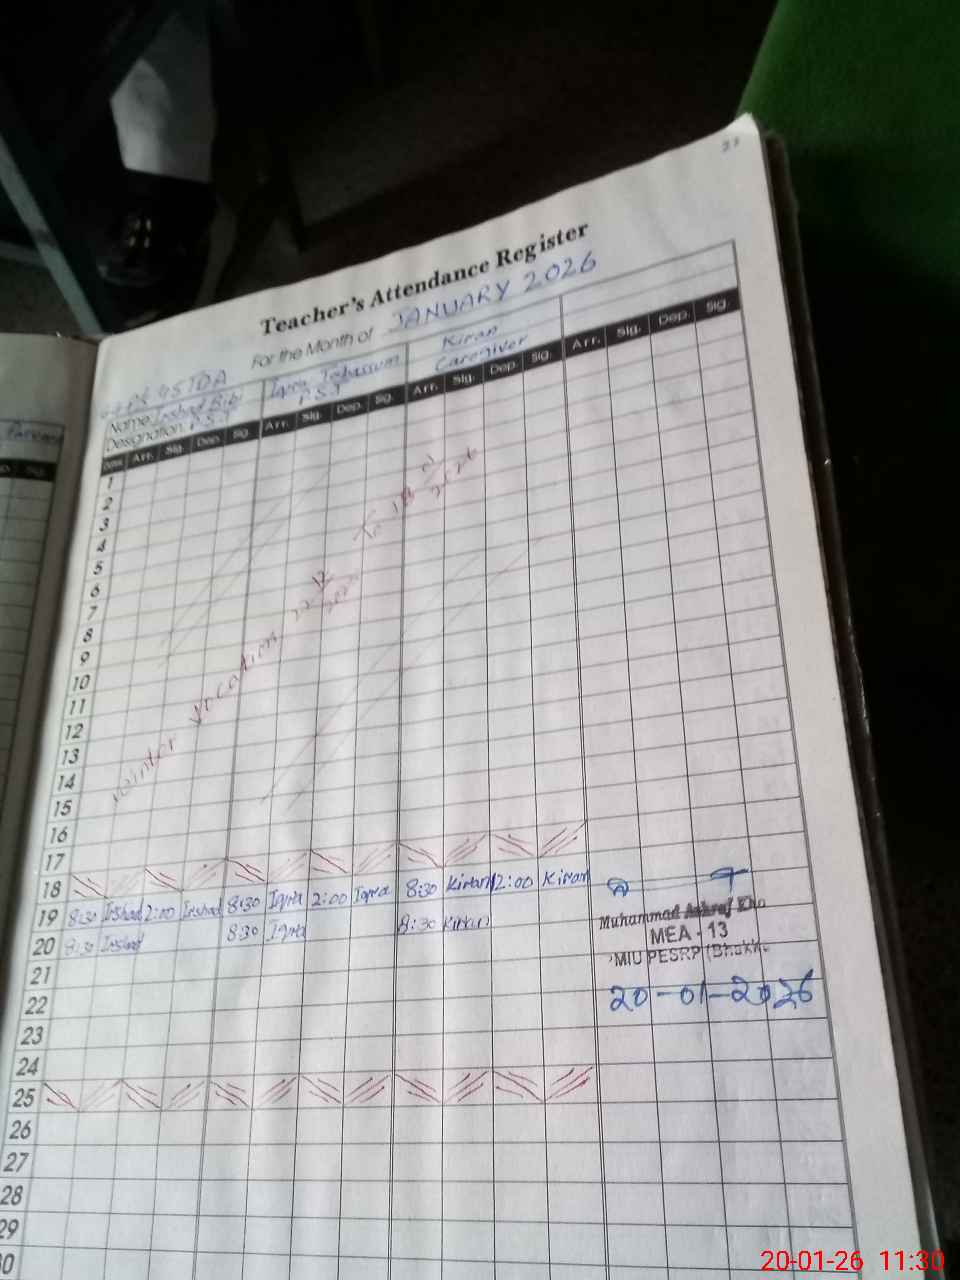 27
Teacher's Attendance Register
For the Month of JANUARY 2026
Name Irshad Bibi Iqra Tabassum Kiran
Designation: P.S.T P.S.T Caregiver
Date Arr. Sig. Dep. Sig. Arr. Sig. Dep. Sig. Arr. Sig. Dep. Sig. Arr. Sig. Dep. Sig.
1
2
3
4
5
6
7
8
9
10
11
12
13
14
15
16
17
18
19 8:30 Irshad 2:00 Irshad 8:30 Iqra 2:00 Iqra 8:30 Kiran 2:00 Kiran
20 8:30 Irshad 8:30 Iqra 8:30 Kiran
21
22
23
24
25
26
27
28
29
30
winter vacation To
Muhammad Ashraf
MEA - 13
MIU PESRP
20-01-2026
20-01-26 11:30